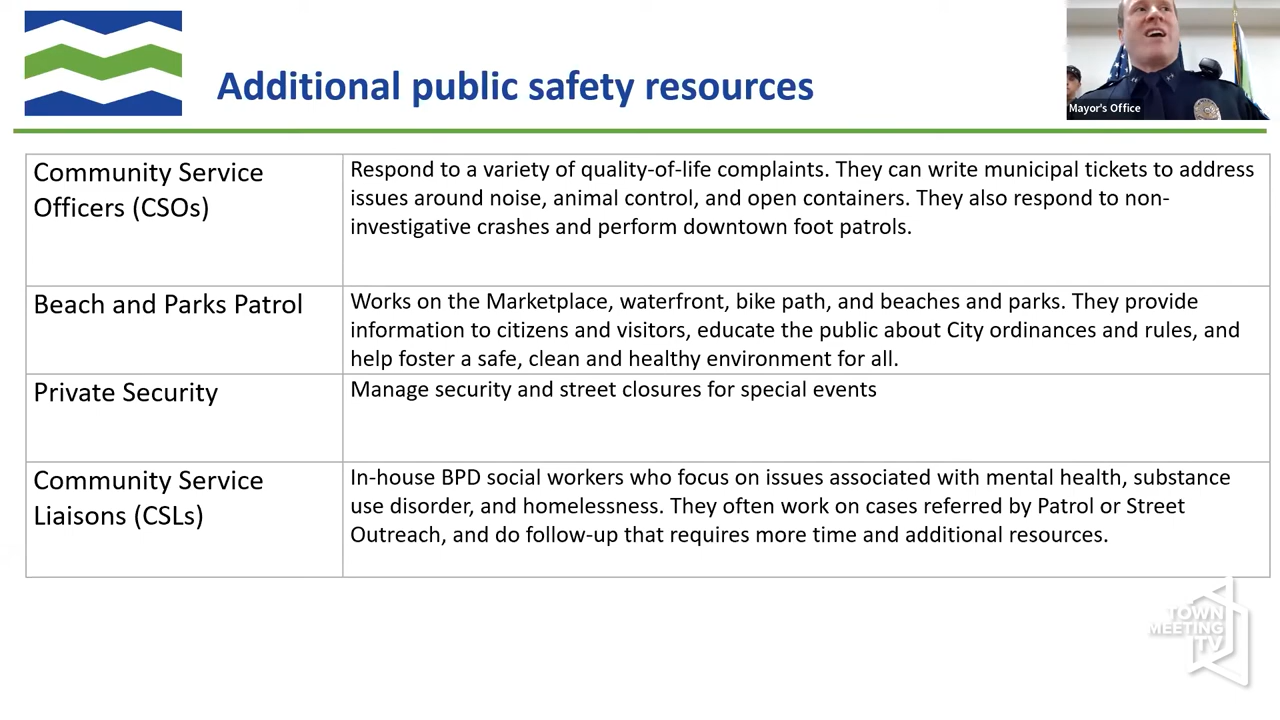 Additional public safety resources
Mayor's Office
Community Service
Officers (CSOs)
Respond to a variety of quality-of-life complaints. They can write municipal tickets to address
issues around noise, animal control, and open containers. They also respond to non-
investigative crashes and perform downtown foot patrols.
Beach and Parks Patrol
Works on the Marketplace, waterfront, bike path, and beaches and parks. They provide
information to citizens and visitors, educate the public about City ordinances and rules, and
help foster a safe, clean and healthy environment for all.
Private Security
Manage security and street closures for special events
Community Service
Liaisons (CSLs)
In-house BPD social workers who focus on issues associated with mental health, substance
use disorder, and homelessness. They often work on cases referred by Patrol or Street
Outreach, and do follow-up that requires more time and additional resources.
TOWN
MEETING
TV